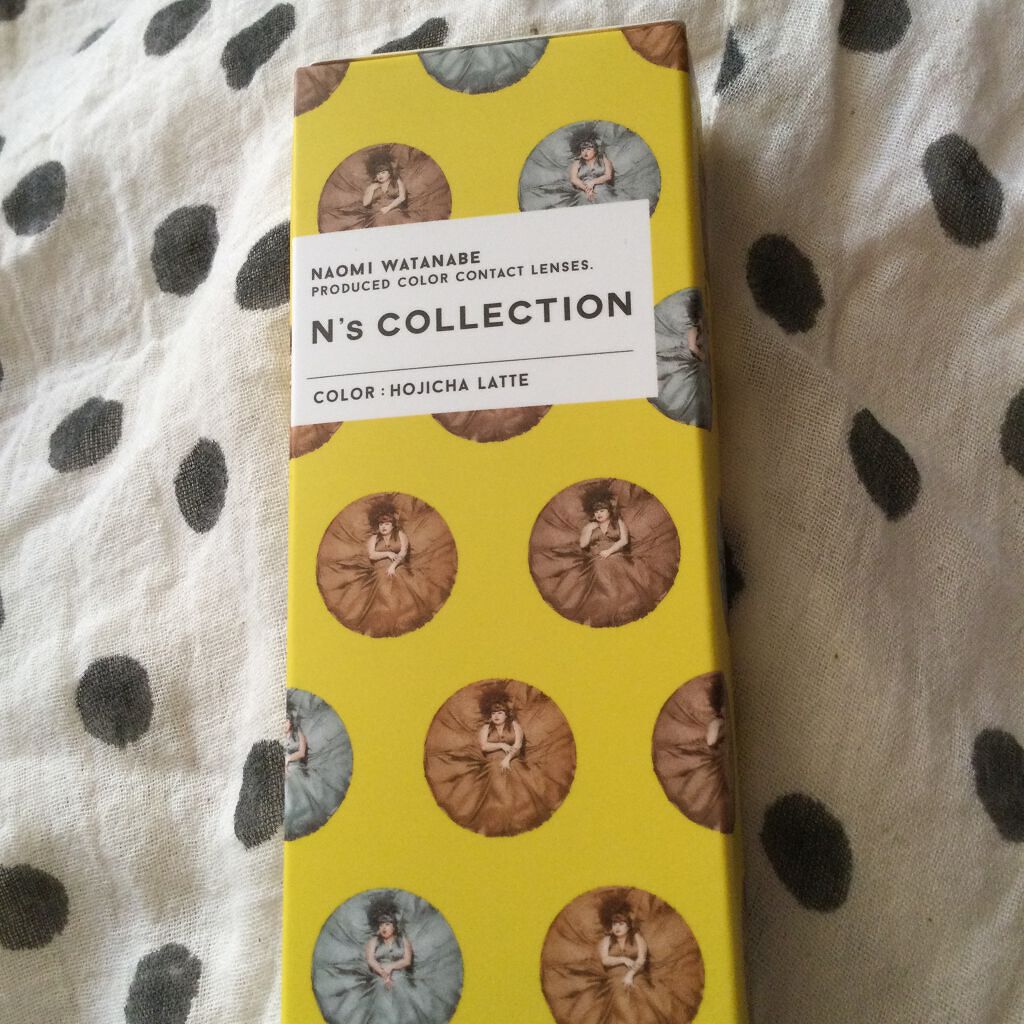 NAOMI WATANABE
PRODUCED COLOR CONTACT LENSES.
N's COLLECTION
COLOR : HOJICHA LATTE